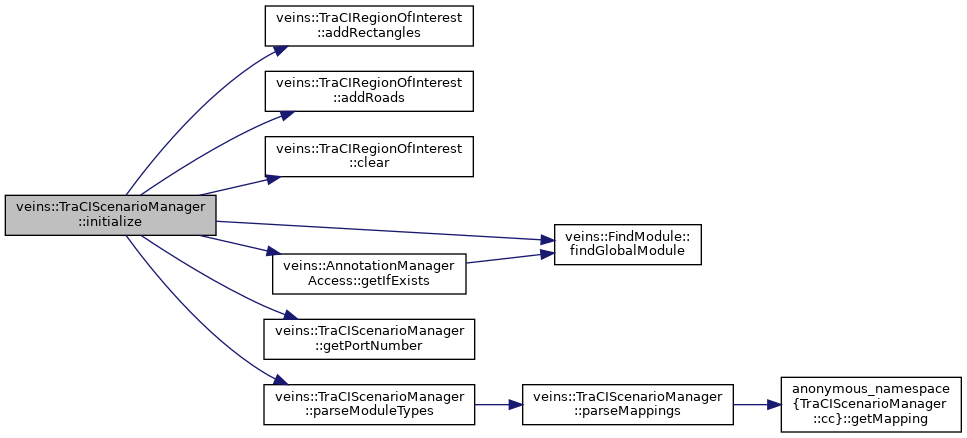 veins::TraCIRegionOfInterest
::addRectangles
veins::TraCIRegionOfInterest
::addRoads
veins::TraCIRegionOfInterest
::clear
veins::TraCIScenarioManager
::initialize
veins::FindModule::
findGlobalModule
veins::AnnotationManager
Access::getIfExists
veins::TraCIScenarioManager
::getPortNumber
veins::TraCIScenarioManager
::parseModuleTypes
veins::TraCIScenarioManager
::parseMappings
anonymous_namespace
{TraCIScenarioManager
::cc}::getMapping